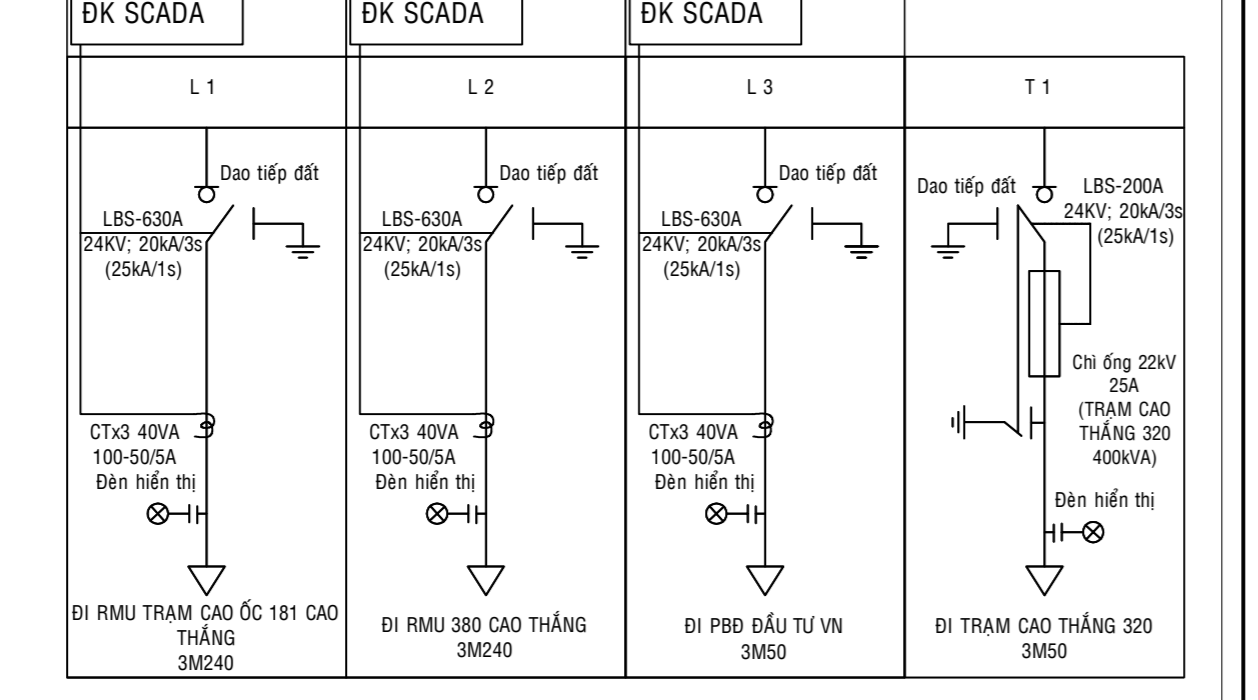 ĐK SCADA
ĐK SCADA
ĐK SCADA
L 1
L 2
L 3
T 1
Dao tiếp đất
LBS-630A
24KV; 20kA/3s
(25kA/1s)
CTx3 40VA
100-50/5A
Đèn hiển thị
ĐI RMU TRẠM CAO ỐC 181 CAO
THẮNG
3M240
Dao tiếp đất
LBS-630A
24KV; 20kA/3s
(25kA/1s)
CTx3 40VA
100-50/5A
Đèn hiển thị
ĐI RMU 380 CAO THẮNG
3M240
Dao tiếp đất
LBS-630A
24KV; 20kA/3s
(25kA/1s)
CTx3 40VA
100-50/5A
Đèn hiển thị
ĐI PBĐ ĐẦU TƯ VN
3M50
Dao tiếp đất
LBS-200A
24KV; 20kA/3s
(25kA/1s)
Chì ống 22kV
25A
(TRẠM CAO
THẮNG 320
400kVA)
Đèn hiển thị
ĐI TRẠM CAO THẮNG 320
3M50